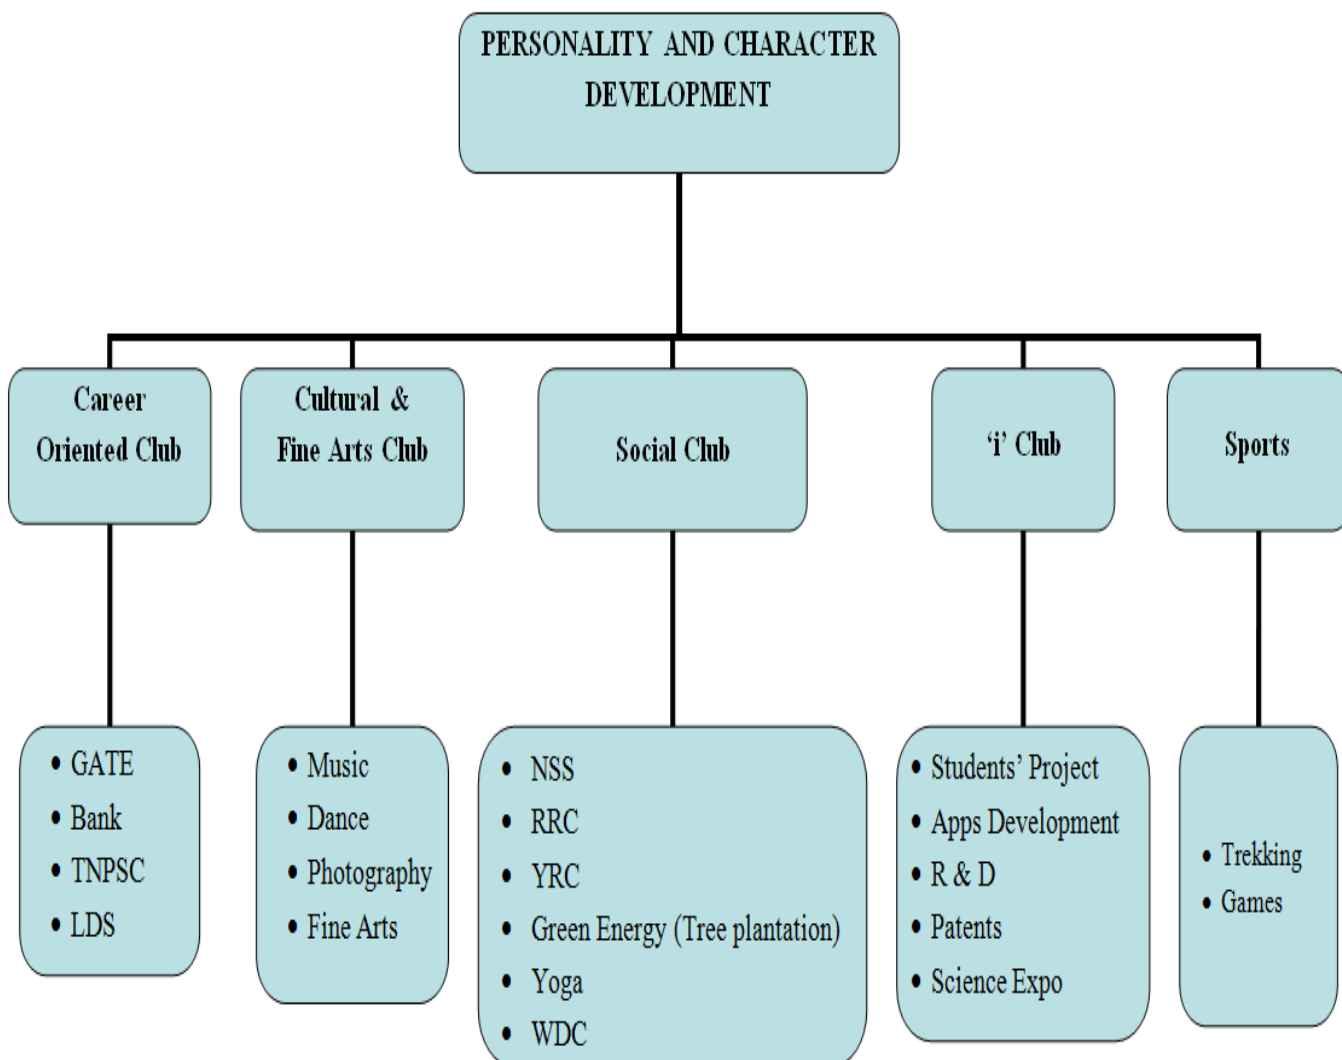 PERSONALITY AND CHARACTER
DEVELOPMENT
Career
Oriented Club
Cultural &
Fine Arts Club
Social Club
‘i’ Club
Sports
• GATE
• Bank
• TNPSC
• LDS
• Music
• Dance
• Photography
• Fine Arts
• NSS
• RRC
• YRC
• Green Energy (Tree plantation)
• Yoga
• WDC
• Students’ Project
• Apps Development
• R & D
• Patents
• Science Expo
• Trekking
• Games